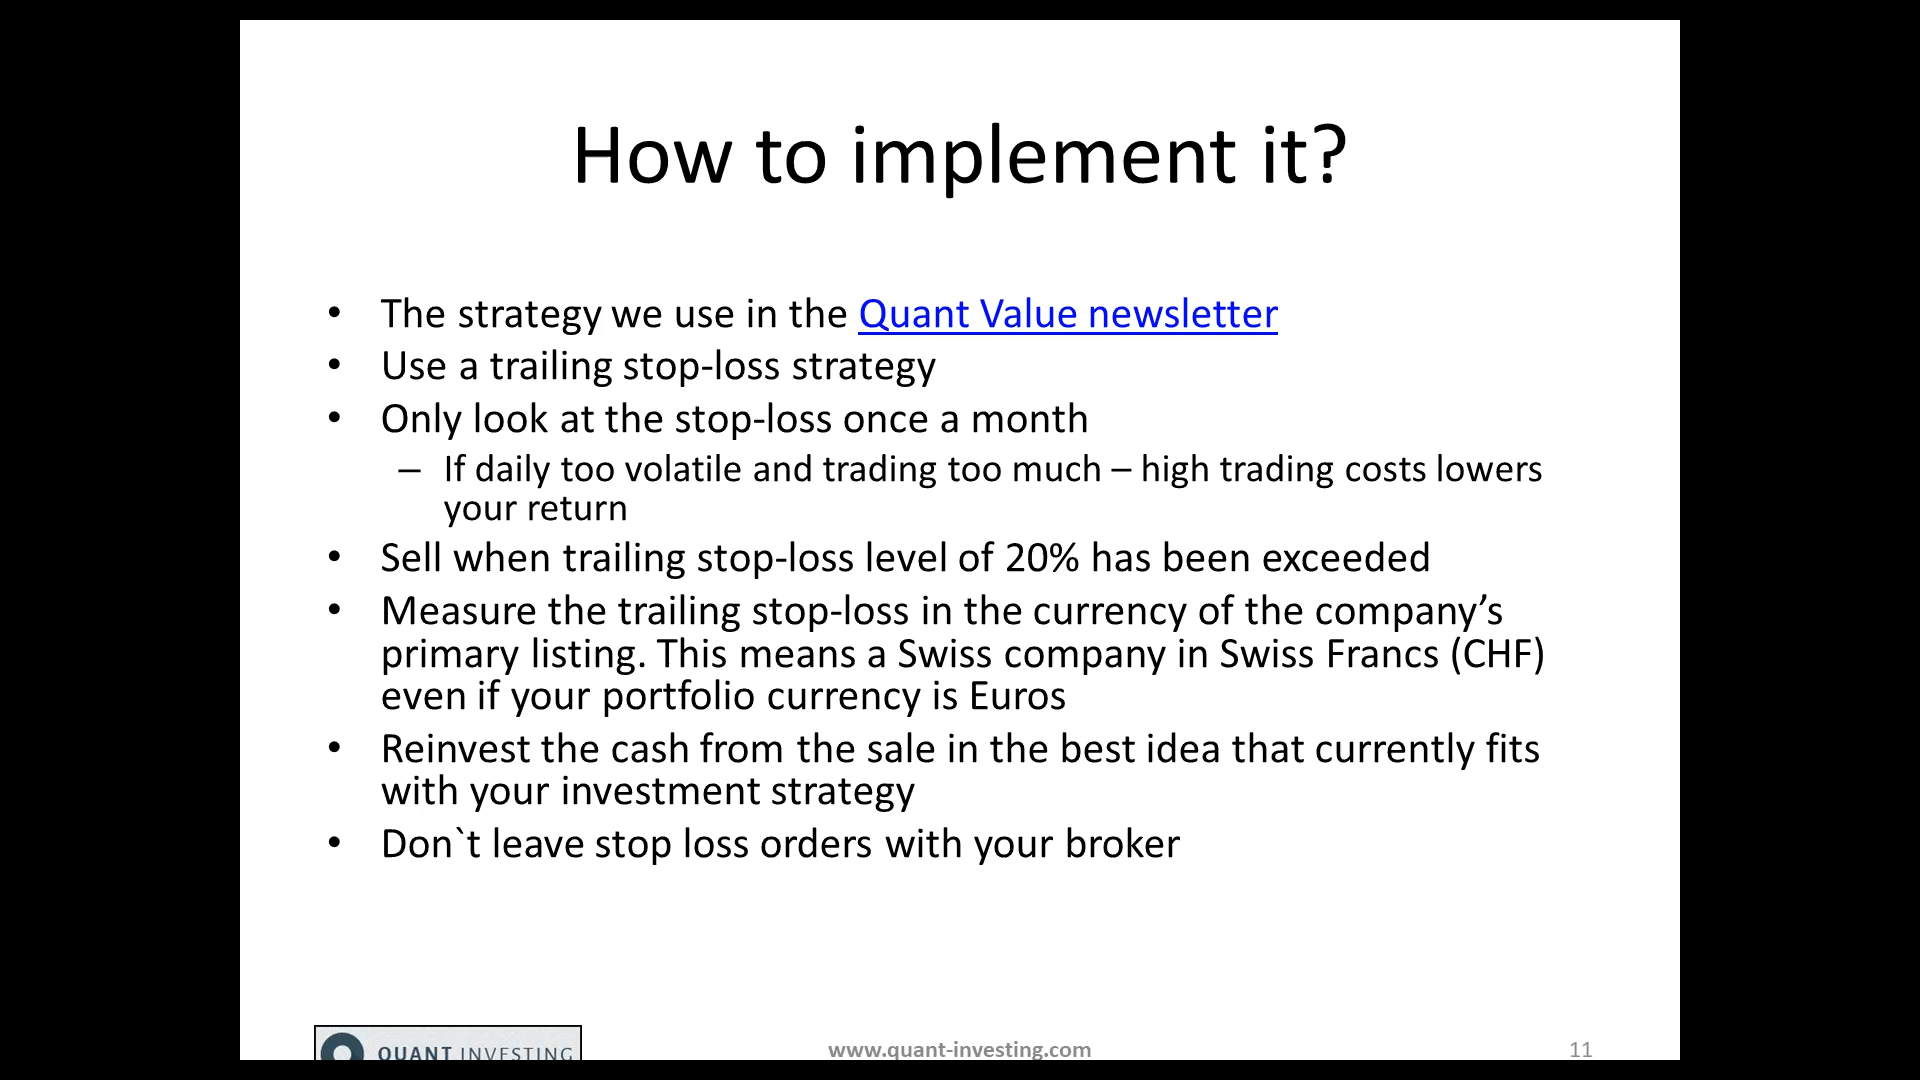 How to implement it?
• The strategy we use in the Quant Value newsletter
• Use a trailing stop-loss strategy
• Only look at the stop-loss once a month
– If daily too volatile and trading too much – high trading costs lowers
your return
• Sell when trailing stop-loss level of 20% has been exceeded
• Measure the trailing stop-loss in the currency of the company’s
primary listing. This means a Swiss company in Swiss Francs (CHF)
even if your portfolio currency is Euros
• Reinvest the cash from the sale in the best idea that currently fits
with your investment strategy
• Don`t leave stop loss orders with your broker
QUANT INVESTING
www.quant-investing.com
11